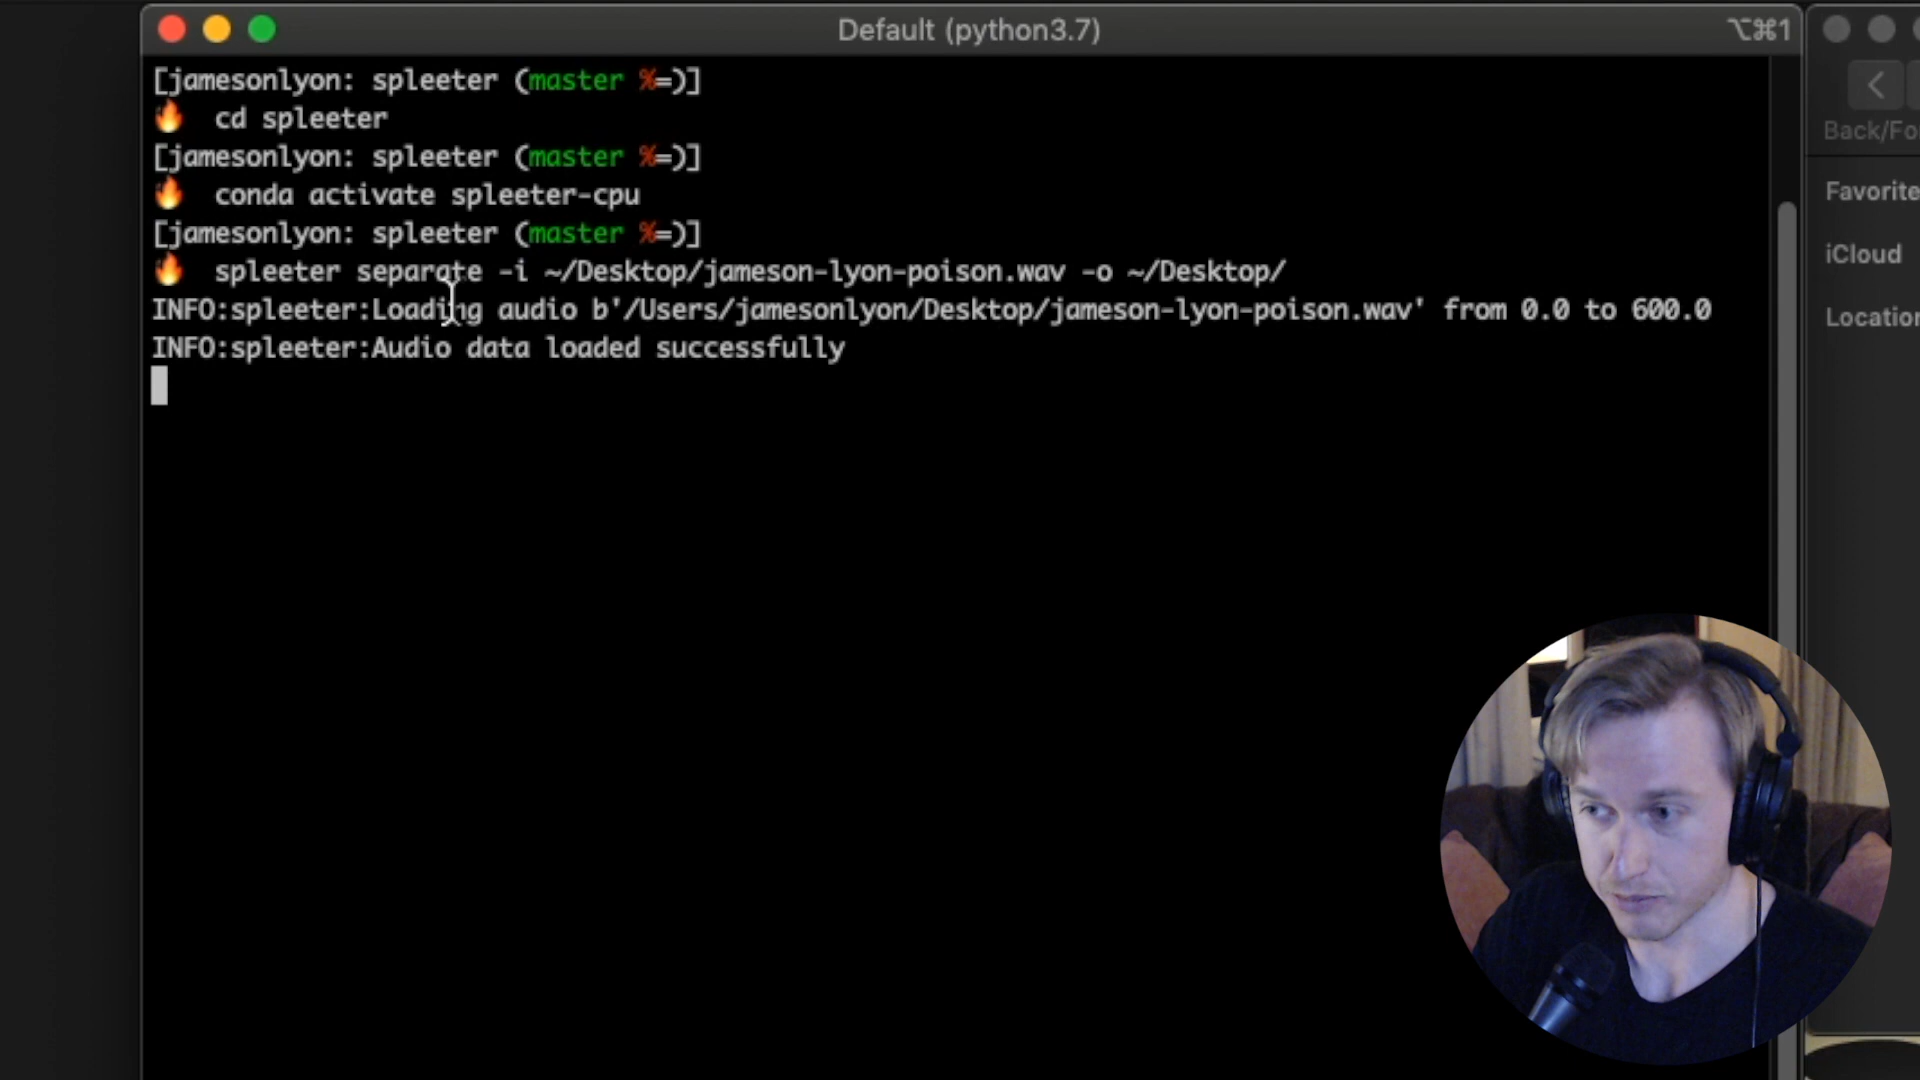 Default (python3.7)
⌥⌘1
[jamesonlyon: spleeter (master %=)]
🔥 cd spleeter
[jamesonlyon: spleeter (master %=)]
🔥 conda activate spleeter-cpu
[jamesonlyon: spleeter (master %=)]
🔥 spleeter separate -i ~/Desktop/jameson-lyon-poison.wav -o ~/Desktop/
INFO:spleeter:Loading audio b'/Users/jamesonlyon/Desktop/jameson-lyon-poison.wav' from 0.0 to 600.0
INFO:spleeter:Audio data loaded successfully
Back/Fo
Favorite
iCloud
Location